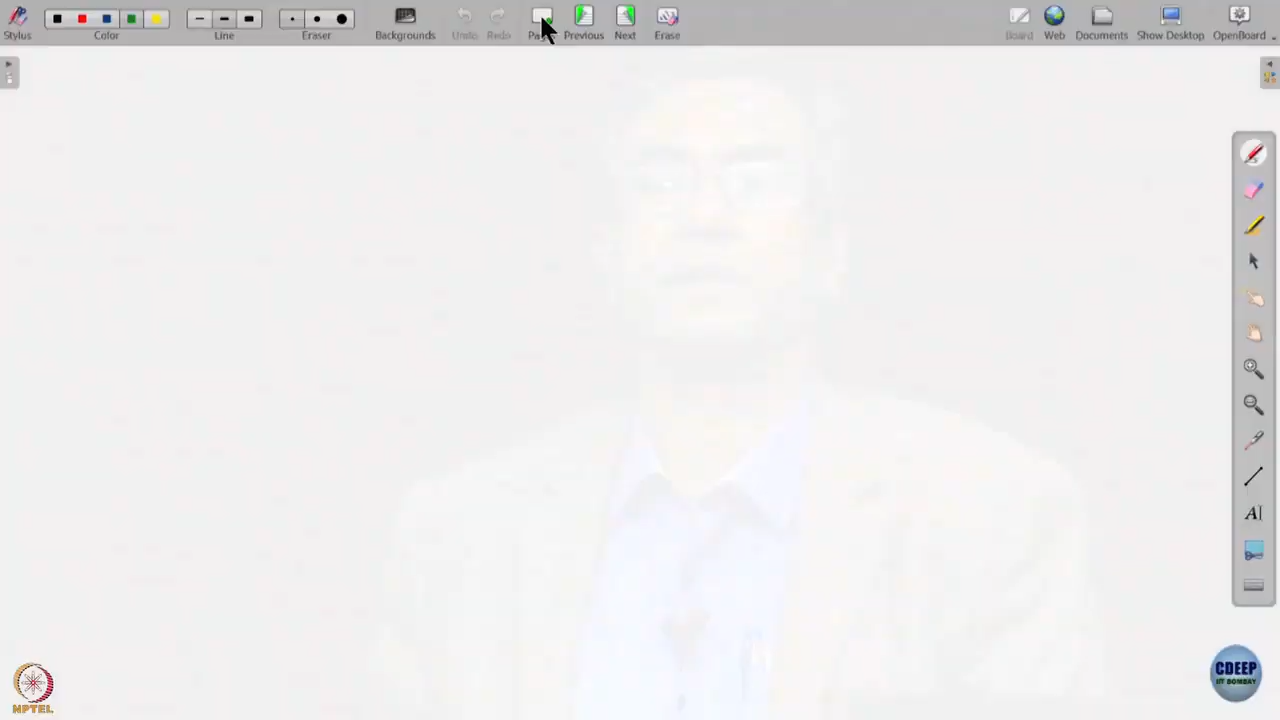 Stylus
Color
Line
Eraser
Backgrounds
Undo
Redo
Previous
Next
Erase
Board
Web
Documents
Show Desktop
OpenBoard
AI
NPTEL
CDEEP
IIT BOMBAY